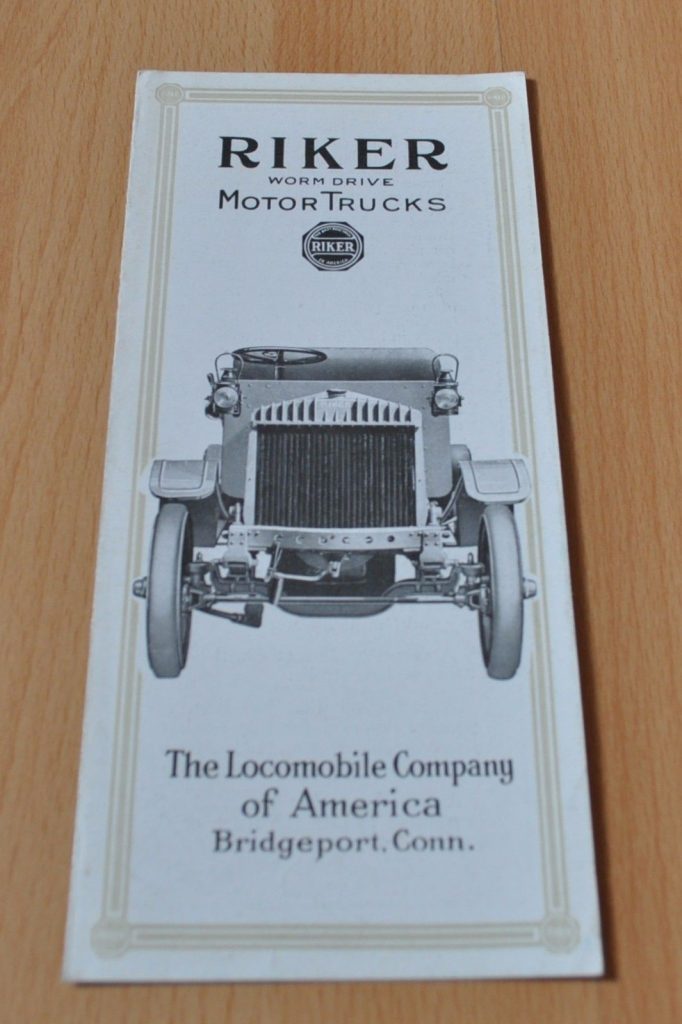 RIKER
WORM DRIVE
MOTOR TRUCKS
RIKER
The Locomobile Company
of America
Bridgeport, Conn.